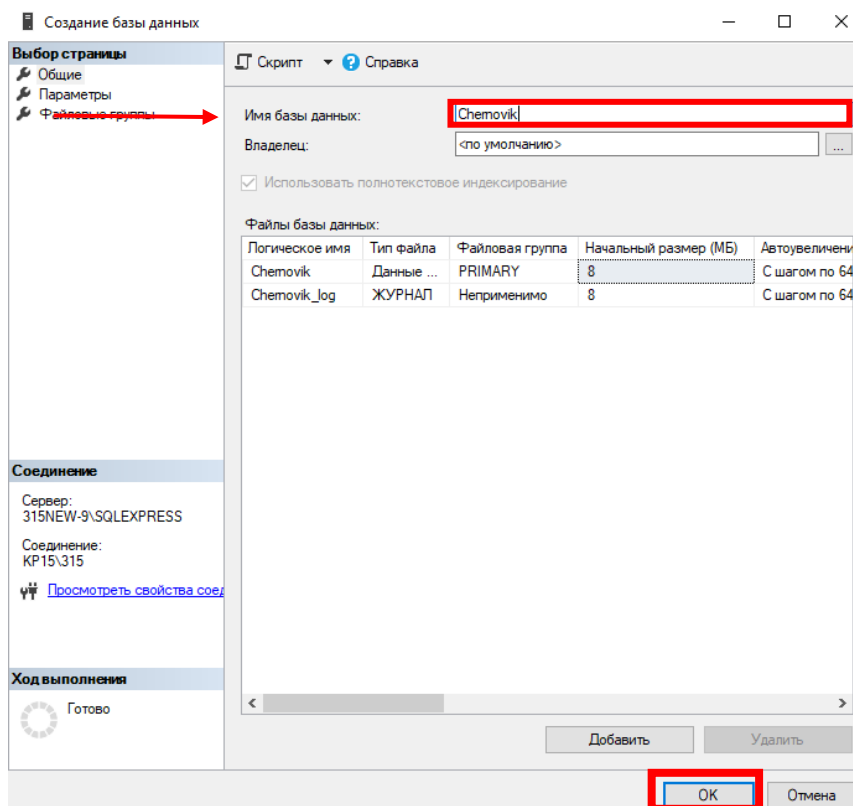 Создание базы данных
Выбор страницы
Общие
Параметры
Файловые группы
Скрипт Справка
Имя базы данных: Chernovik
Владелец: <по умолчанию> ...
Использовать полнотекстовое индексирование
Файлы базы данных:
Логическое имя Тип файла Файловая группа Начальный размер (МБ) Автоувеличени
Chernovik Данные ... PRIMARY 8 С шагом по 64
Chernovik_log ЖУРНАЛ Неприменимо 8 С шагом по 64
Соединение
Сервер:
315NEW-9\SQLEXPRESS
Соединение:
KP15\315
Просмотреть свойства соед
Ход выполнения
Готово
Добавить Удалить
ОК Отмена